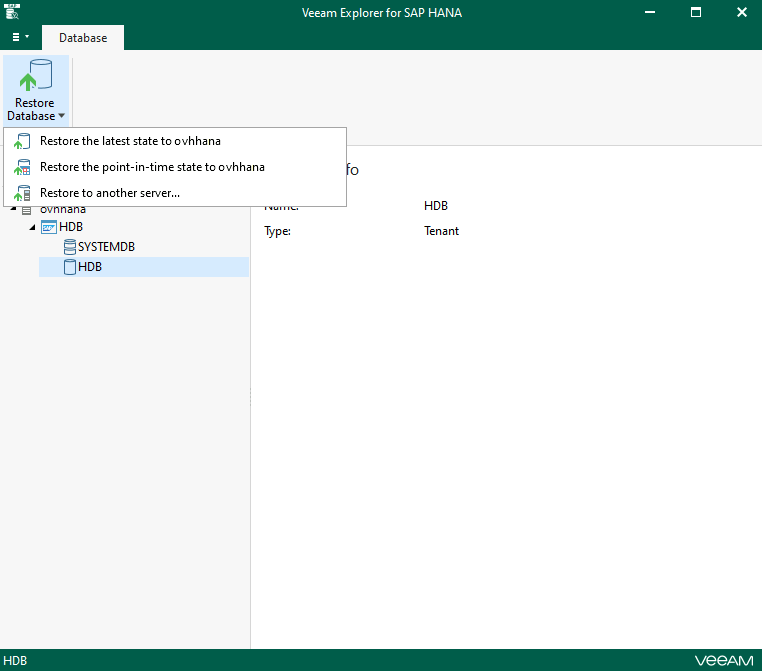 Veeam Explorer for SAP HANA
Database
Restore
Database
Restore the latest state to ovhhana
Restore the point-in-time state to ovhhana
Restore to another server...
fo
ovhhana
HDB
SYSTEMDB
HDB
Name: HDB
Type: Tenant
HDB
VEEAM